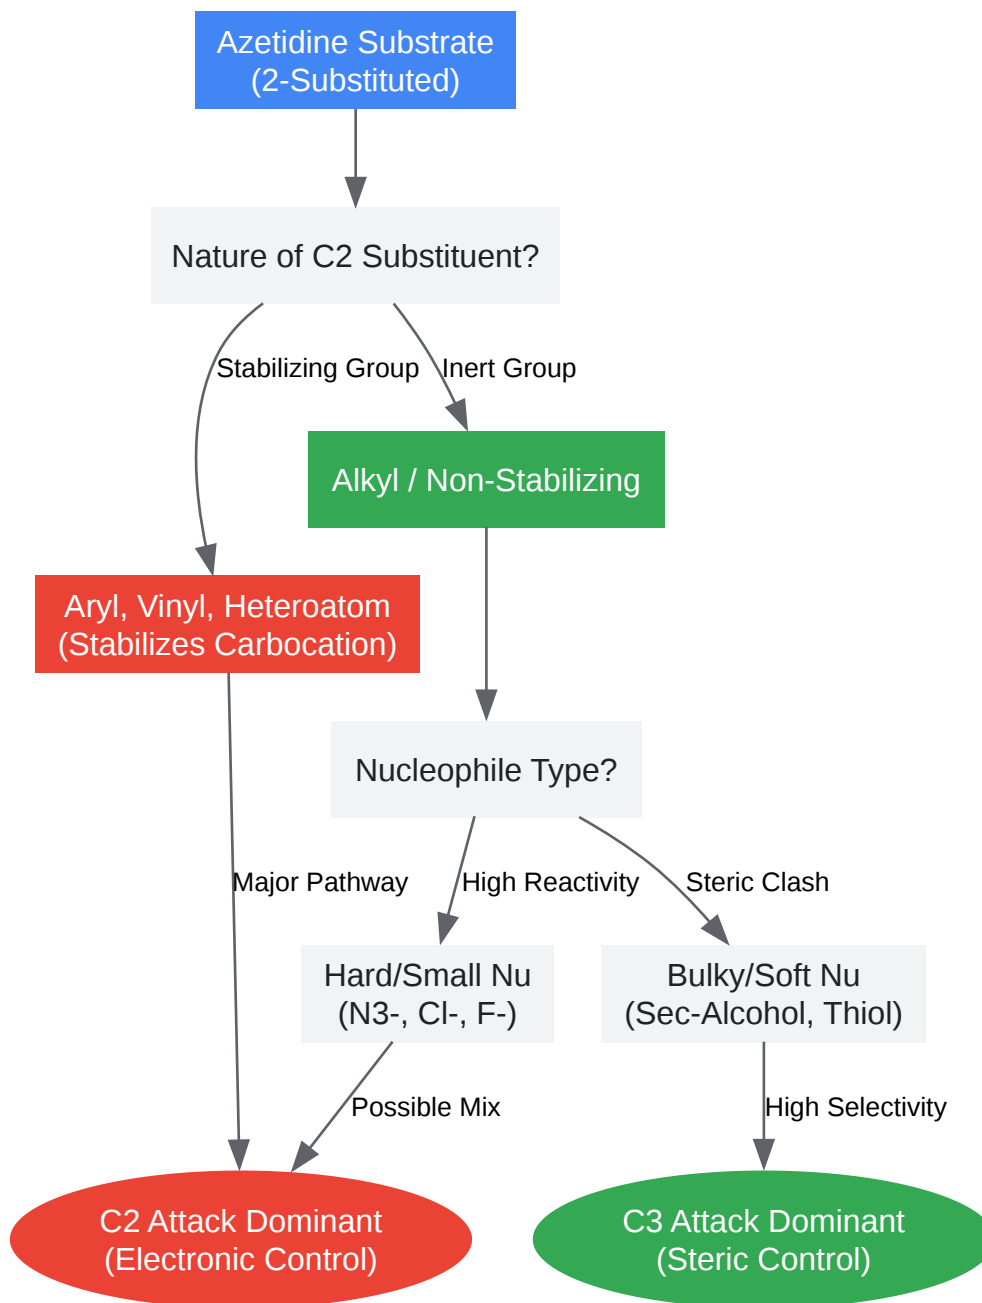 Azetidine Substrate
(2-Substituted)
Nature of C2 Substituent?
Stabilizing Group
Inert Group
Alkyl / Non-Stabilizing
Aryl, Vinyl, Heteroatom
(Stabilizes Carbocation)
Nucleophile Type?
Major Pathway
High Reactivity
Steric Clash
Hard/Small Nu
(N3-, Cl-, F-)
Bulky/Soft Nu
(Sec-Alcohol, Thiol)
Possible Mix
High Selectivity
C2 Attack Dominant
(Electronic Control)
C3 Attack Dominant
(Steric Control)